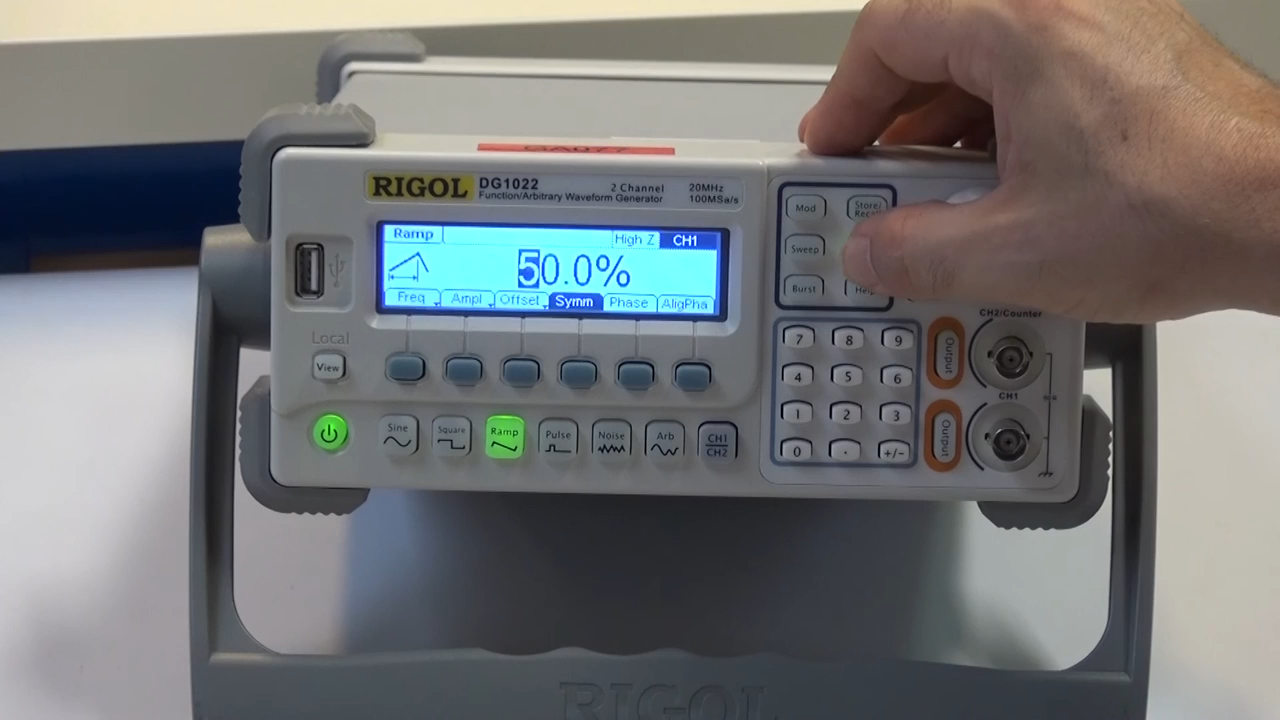 RIGOL DG1022 2 Channel 20MHz
Function/Arbitrary Waveform Generator 100MSa/s
Ramp High Z CH1
50.0%
Freq Ampl Offset Symm Phase AligPha
Local
View
Sine Square Ramp Pulse Noise Arb CH1
CH2
Mod Store/
Sweep
Burst
CH2/Counter
7 8 9 Output
4 5 6
CH1
1 2 3 Output
0 . +/-
RIGOL